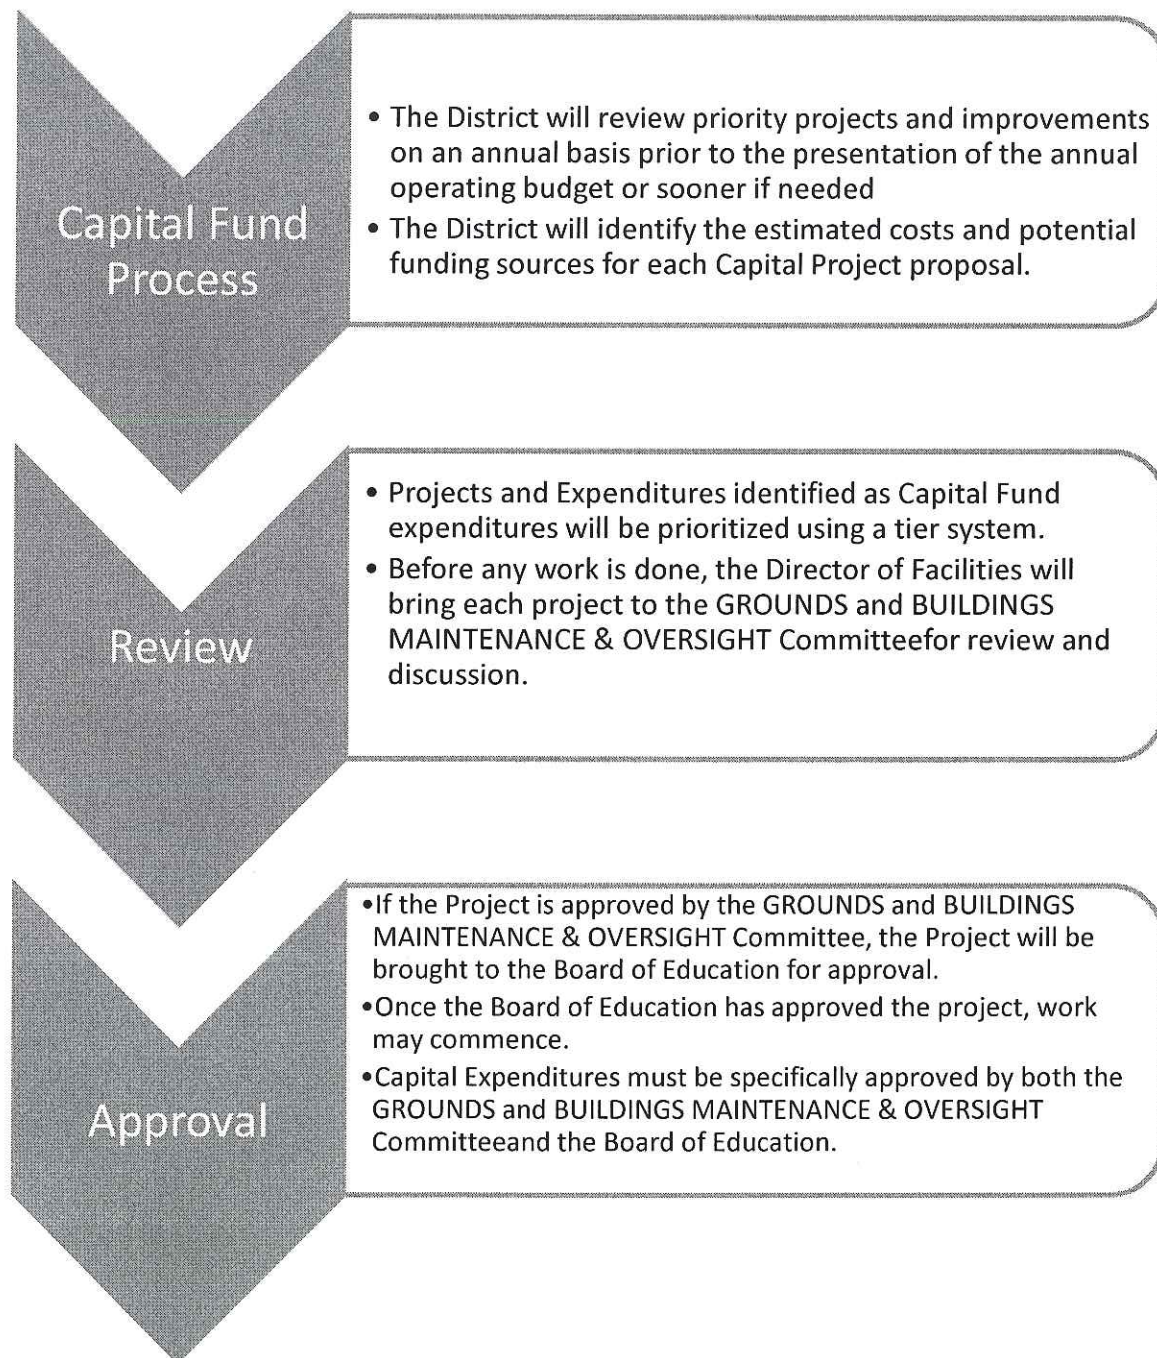 Capital Fund
Process
• The District will review priority projects and improvements
on an annual basis prior to the presentation of the annual
operating budget or sooner if needed
• The District will identify the estimated costs and potential
funding sources for each Capital Project proposal.
Review
• Projects and Expenditures identified as Capital Fund
expenditures will be prioritized using a tier system.
• Before any work is done, the Director of Facilities will
bring each project to the GROUNDS and BUILDINGS
MAINTENANCE & OVERSIGHT Committeefor review and
discussion.
Approval
•If the Project is approved by the GROUNDS and BUILDINGS
MAINTENANCE & OVERSIGHT Committee, the Project will be
brought to the Board of Education for approval.
•Once the Board of Education has approved the project, work
may commence.
•Capital Expenditures must be specifically approved by both the
GROUNDS and BUILDINGS MAINTENANCE & OVERSIGHT
Committeeand the Board of Education.